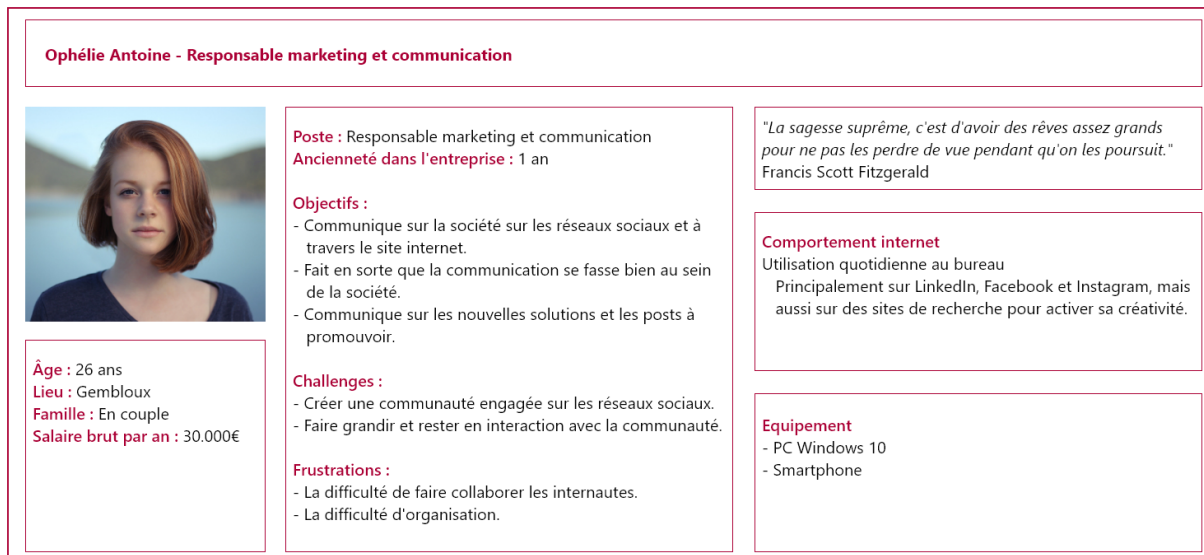 Ophélie Antoine - Responsable marketing et communication
Âge : 26 ans
Lieu : Gembloux
Famille : En couple
Salaire brut par an : 30.000€
Poste : Responsable marketing et communication
Ancienneté dans l'entreprise : 1 an
Objectifs :
- Communique sur la société sur les réseaux sociaux et à
travers le site internet.
- Fait en sorte que la communication se fasse bien au sein
de la société.
- Communique sur les nouvelles solutions et les posts à
promouvoir.
Challenges :
- Créer une communauté engagée sur les réseaux sociaux.
- Faire grandir et rester en interaction avec la communauté.
Frustrations :
- La difficulté de faire collaborer les internautes.
- La difficulté d'organisation.
"La sagesse suprême, c'est d'avoir des rêves assez grands
pour ne pas les perdre de vue pendant qu'on les poursuit."
Francis Scott Fitzgerald
Comportement internet
Utilisation quotidienne au bureau
Principalement sur LinkedIn, Facebook et Instagram, mais
aussi sur des sites de recherche pour activer sa créativité.
Equipement
- PC Windows 10
- Smartphone